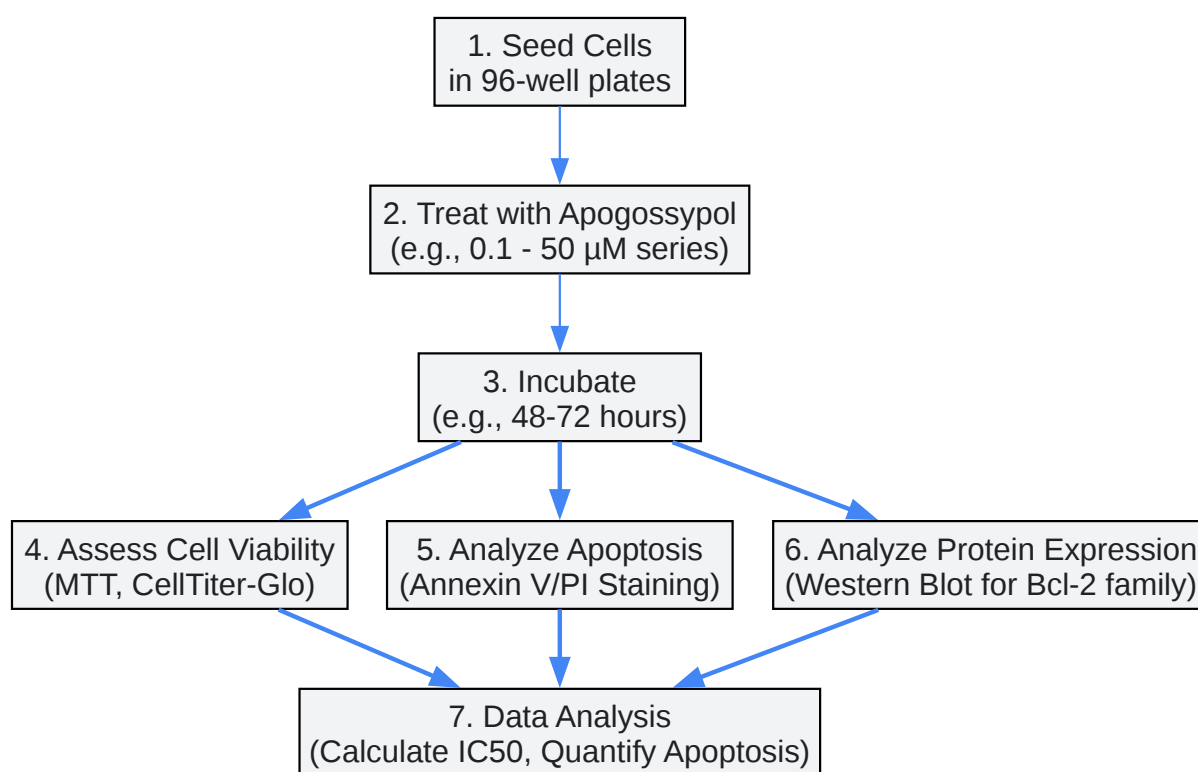 1. Seed Cells
in 96-well plates
2. Treat with Apogossypol
(e.g., 0.1 - 50 µM series)
3. Incubate
(e.g., 48-72 hours)
4. Assess Cell Viability
(MTT, CellTiter-Glo)
5. Analyze Apoptosis
(Annexin V/PI Staining)
6. Analyze Protein Expression
(Western Blot for Bcl-2 family)
7. Data Analysis
(Calculate IC50, Quantify Apoptosis)